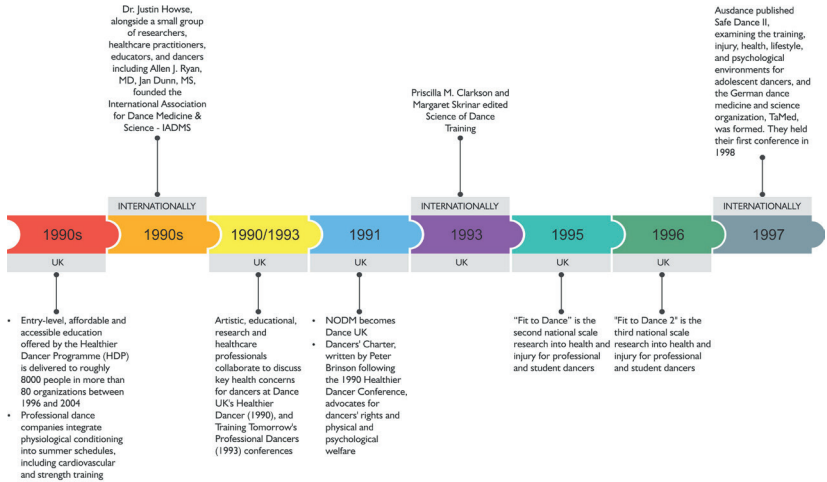 Dr. Justin Howse,
alongside a small group
of researchers,
healthcare practitioners,
educators, and dancers
including Allen J. Ryan,
MD, Jan Dunn, MS,
founded the
International Association
for Dance Medicine &
Science - IADMS
Priscilla M. Clarkson and
Margaret Skrinar edited
Science of Dance
Training
Ausdance published
Safe Dance II,
examining the training,
injury, health, lifestyle,
and psychological
environments for
adolescent dancers, and
the German dance
medicine and science
organization, TaMed,
was formed. They held
their first conference in
1998
INTERNATIONALLY
INTERNATIONALLY
INTERNATIONALLY
1990s
1990s
1990/1993
1991
1993
1995
1996
1997
UK
UK
UK
UK
UK
UK
• Entry-level, affordable and
accessible education
offered by the Healthier
Dancer Programme (HDP)
is delivered to roughly
8000 people in more than
80 organizations between
1996 and 2004
• Professional dance
companies integrate
physiological conditioning
into summer schedules,
including cardiovascular
and strength training
Artistic, educational,
research and
healthcare
professionals
collaborate to discuss
key health concerns
for dancers at Dance
UK's Healthier
Dancer (1990), and
Training Tomorrow's
Professional Dancers
(1993) conferences
• NODM becomes
Dance UK
• Dancers' Charter,
written by Peter
Brinson following
the 1990 Healthier
Dancer Conference,
advocates for
dancers' rights and
physical and
psychological
welfare
“Fit to Dance” is the
second national scale
research into health and
injury for professional
and student dancers
"Fit to Dance 2" is the
third national scale
research into health and
injury for professional
and student dancers